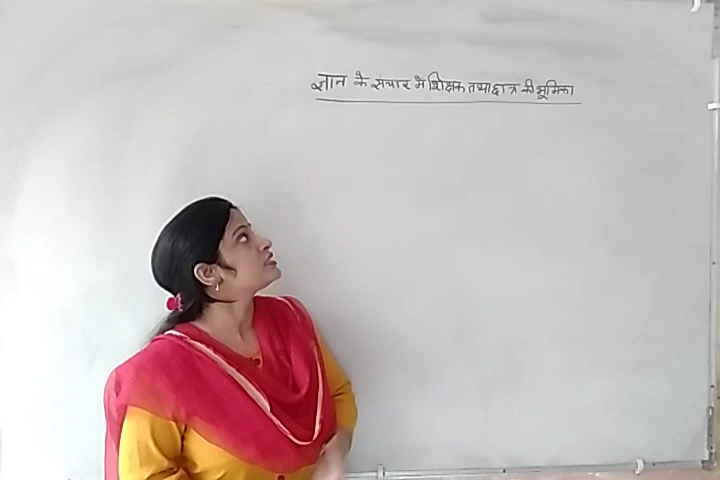 ज्ञान के संचार मे शिक्षक तथा छात्र की भूमिका